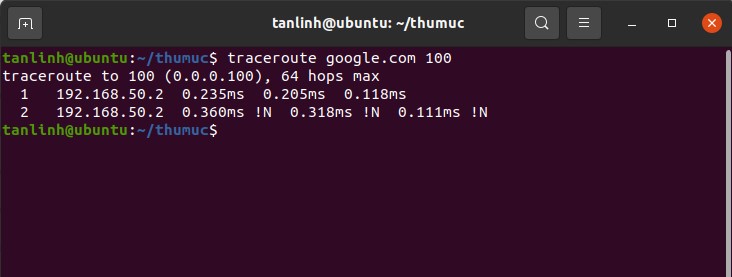 tanlinh@ubuntu: ~/thumuc
tanlinh@ubuntu:~/thumuc$ traceroute google.com 100
traceroute to 100 (0.0.0.100), 64 hops max
  1   192.168.50.2  0.235ms  0.205ms  0.118ms
  2   192.168.50.2  0.360ms !N  0.318ms !N  0.111ms !N
tanlinh@ubuntu:~/thumuc$